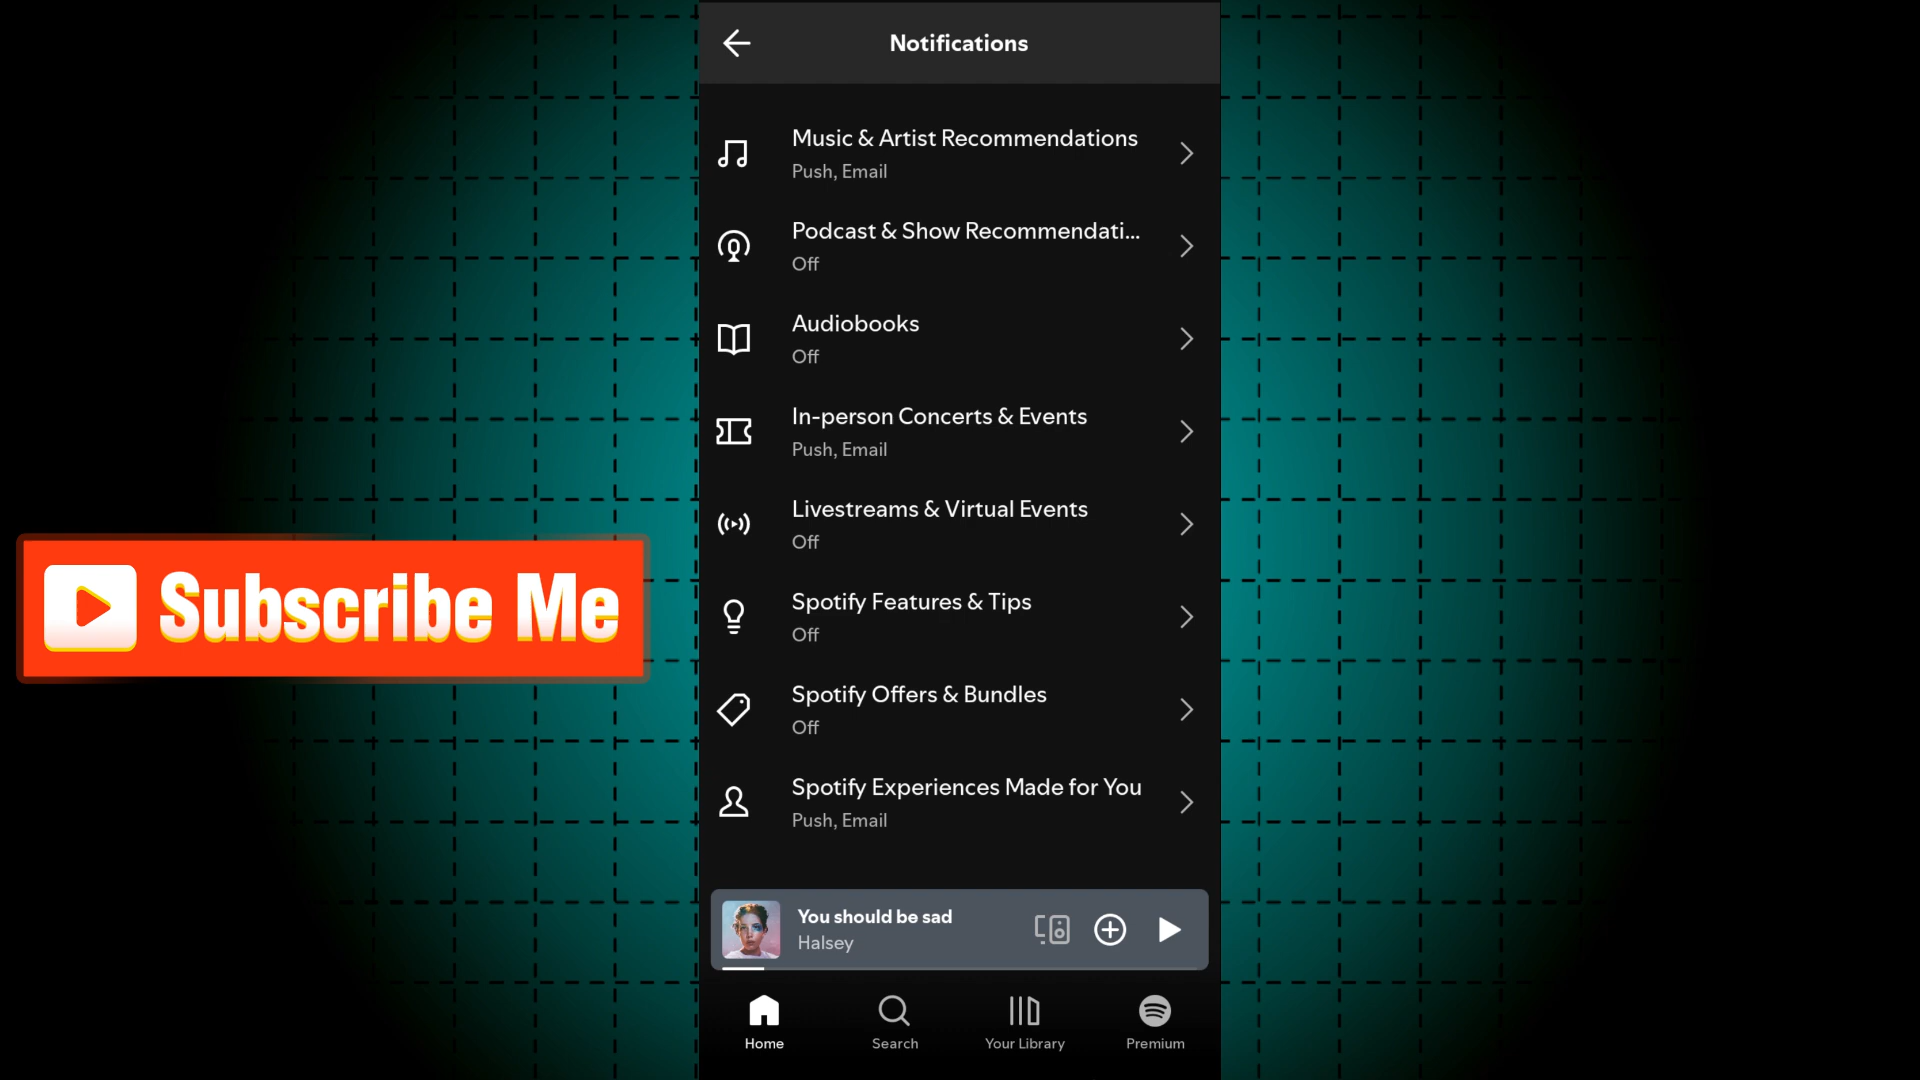 Notifications
Music & Artist Recommendations
Push, Email
Podcast & Show Recommendati...
Off
Audiobooks
Off
In-person Concerts & Events
Push, Email
Livestreams & Virtual Events
Off
Spotify Features & Tips
Off
Spotify Offers & Bundles
Off
Spotify Experiences Made for You
Push, Email
Subscribe Me
You should be sad
Halsey
Home
Search
Your Library
Premium